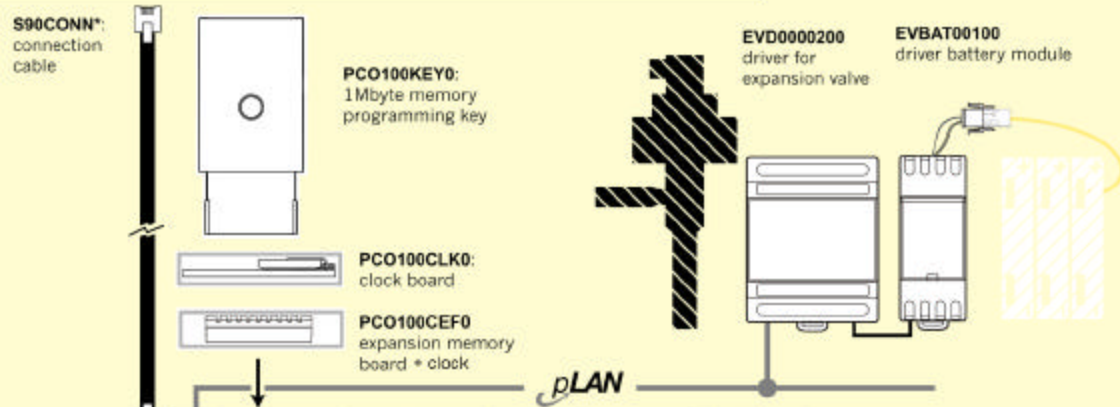 S90CONN*:
connection
cable
PCO100KEY0:
1Mbyte memory
programming key
PCO100CLK0:
clock board
PCO100CEF0
expansion memory
board + clock
EVD0000200
driver for
expansion valve
EVBAT00100
driver battery module
pLAN